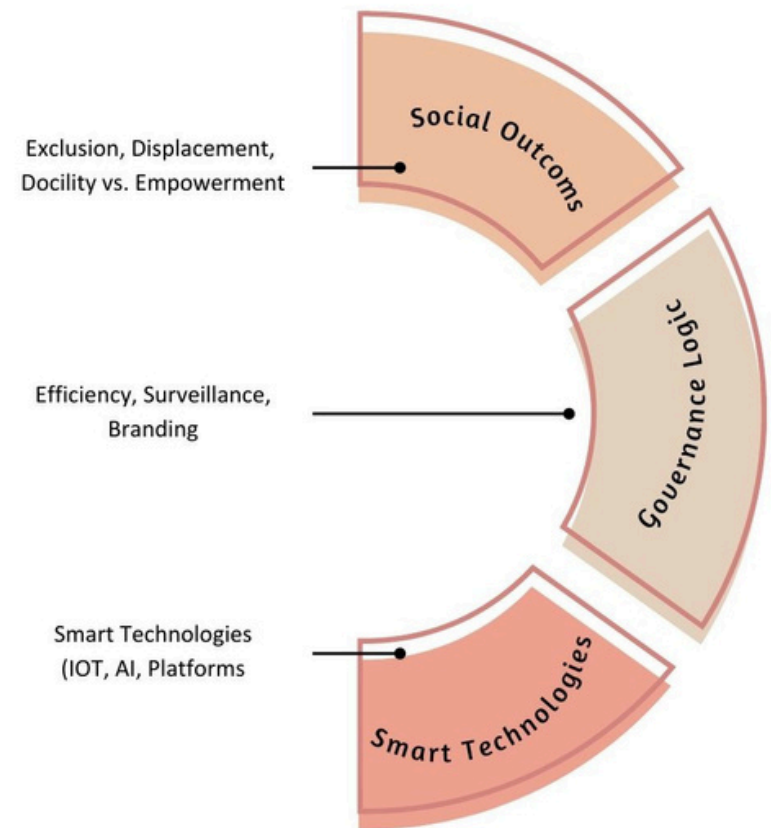 Social Outcoms
Exclusion, Displacement,
Docility vs. Empowerment
Governance Logic
Efficiency, Surveillance,
Branding
Smart Technologies
(IOT, AI, Platforms
Smart Technologies